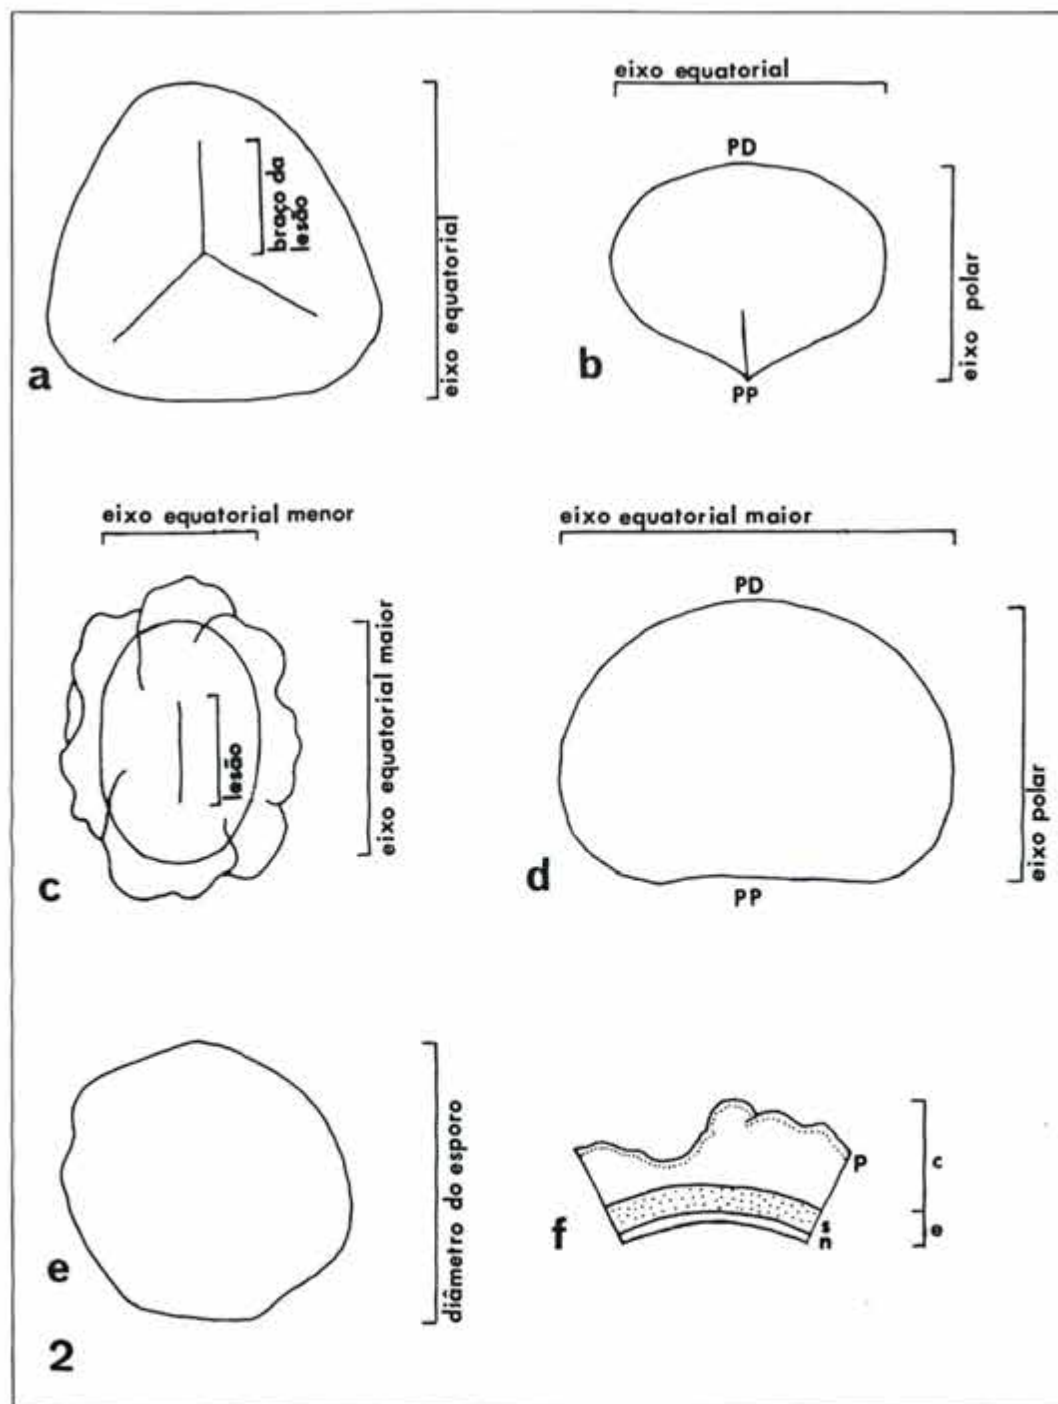 eixo equatorial
braço da
lesão
a
eixo equatorial
PD
PP
eixo polar
b
eixo equatorial menor
lesão
eixo equatorial maior
c
eixo equatorial maior
PD
PP
eixo polar
d
diâmetro do esporo
e
P
s
n
c
e
f
2